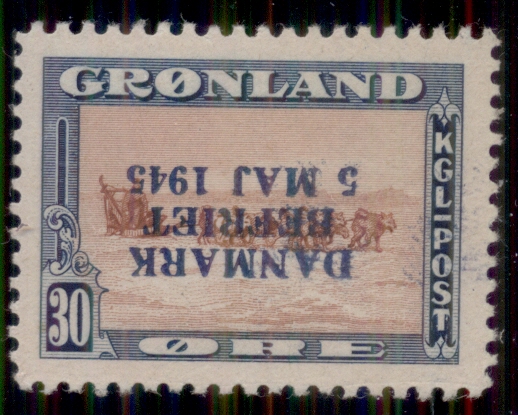 GRØNLAND
KGL-POST
DANMARK
BEFRIET
5 MAJ 1945
30
ØRE